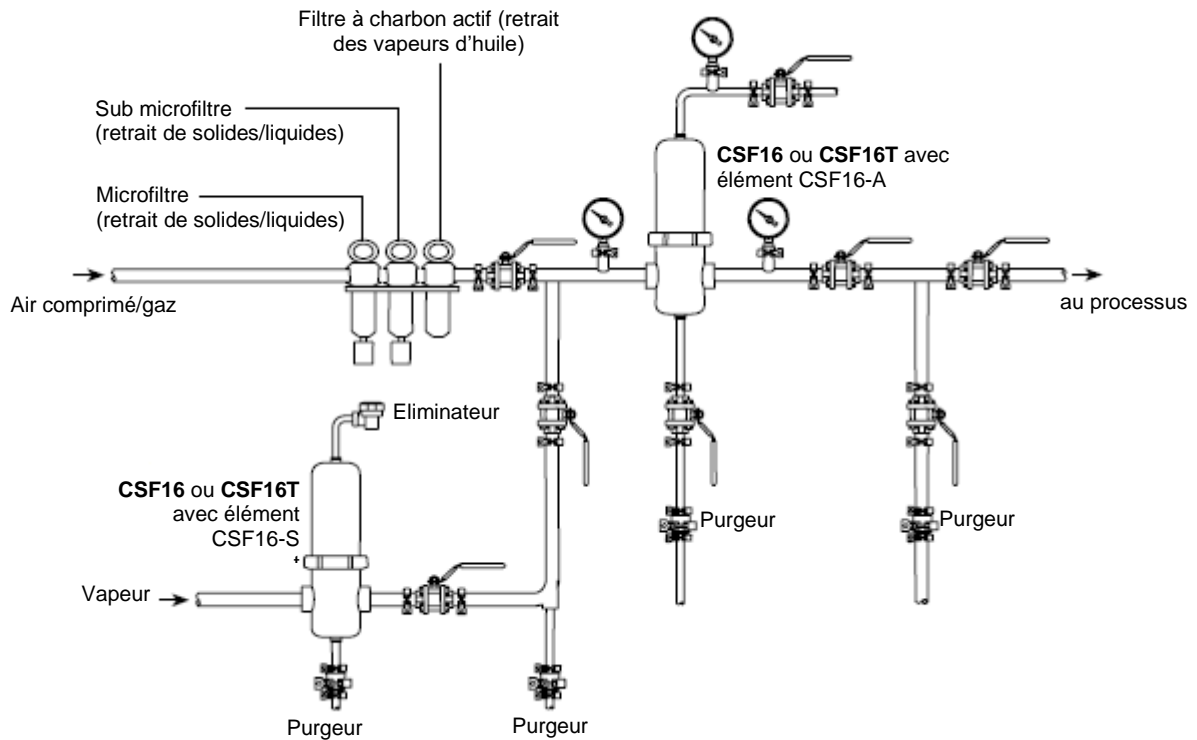 Filtre à charbon actif (retrait
des vapeurs d'huile)
Sub microfiltre
(retrait de solides/liquides)
Microfiltre
(retrait de solides/liquides)
CSF16 ou CSF16T avec
élément CSF16-A
Air comprimé/gaz
au processus
Eliminateur
CSF16 ou CSF16T
avec élément
CSF16-S
Purgeur
Purgeur
Vapeur
Purgeur
Purgeur